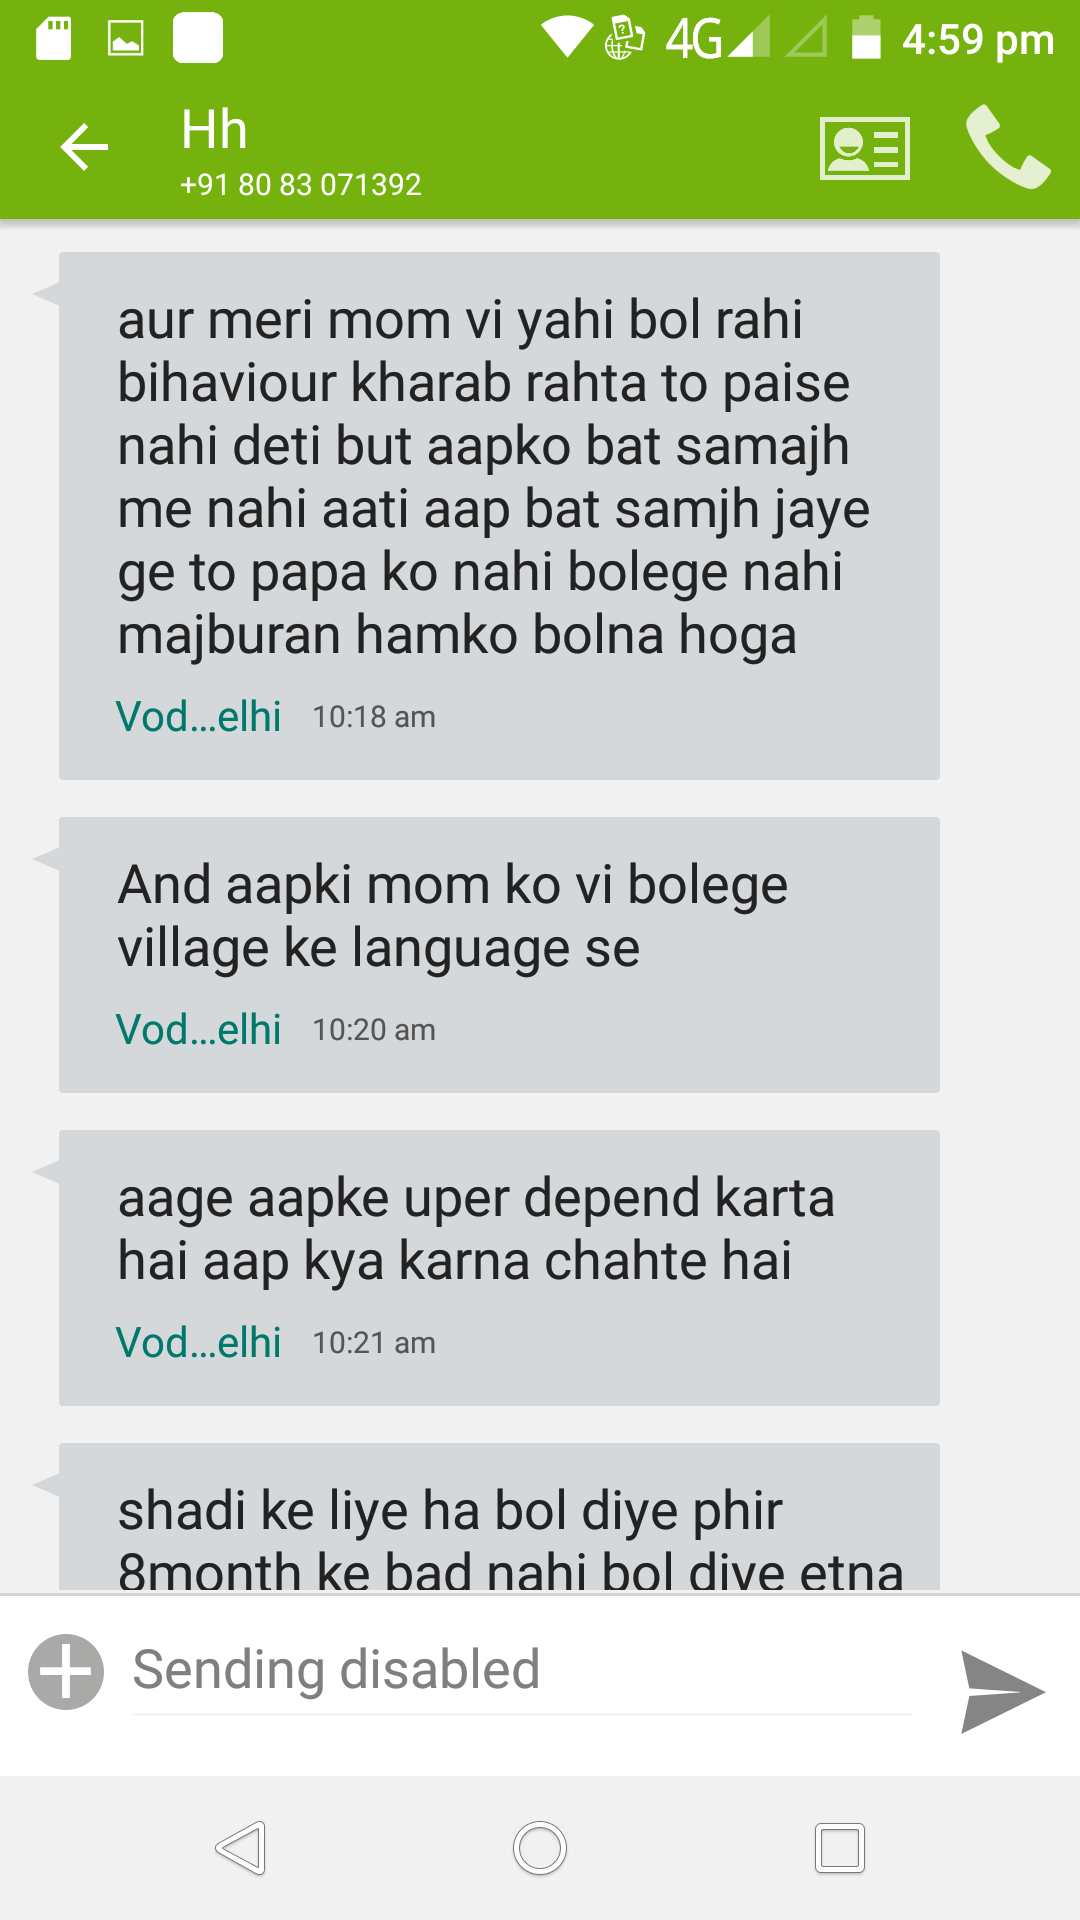 4G 4:59 pm
Hh
+91 80 83 071392
aur meri mom vi yahi bol rahi
bihaviour kharab rahta to paise
nahi deti but aapko bat samajh
me nahi aati aap bat samjh jaye
ge to papa ko nahi bolege nahi
majburan hamko bolna hoga
Vod...elhi 10:18 am
And aapki mom ko vi bolege
village ke language se
Vod...elhi 10:20 am
aage aapke uper depend karta
hai aap kya karna chahte hai
Vod...elhi 10:21 am
shadi ke liye ha bol diye phir
8month ke bad nahi bol diye etna
Sending disabled